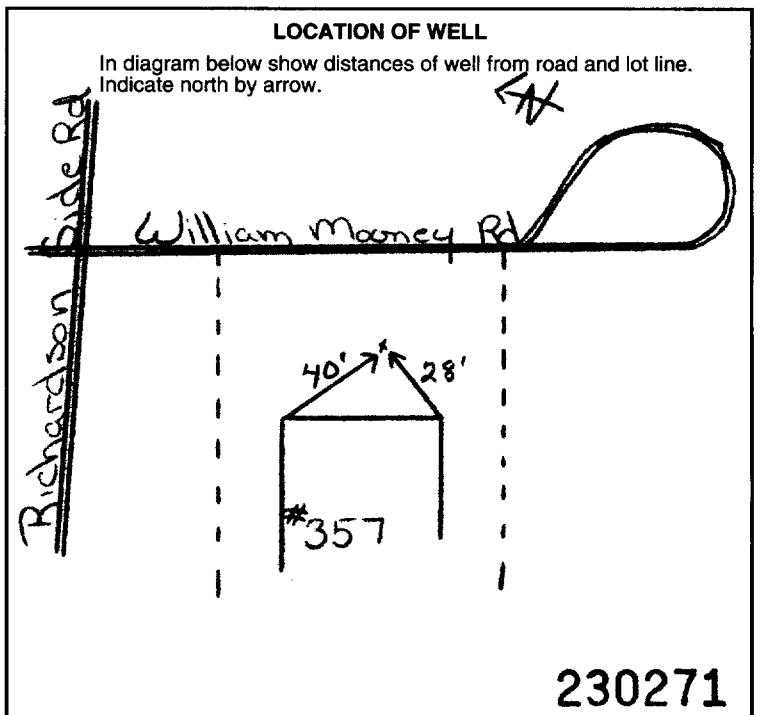 LOCATION OF WELL
In diagram below show distances of well from road and lot line.
Indicate north by arrow.
N
Richardson Side Rd
William Mooney Rd
40' 28'
#357
230271